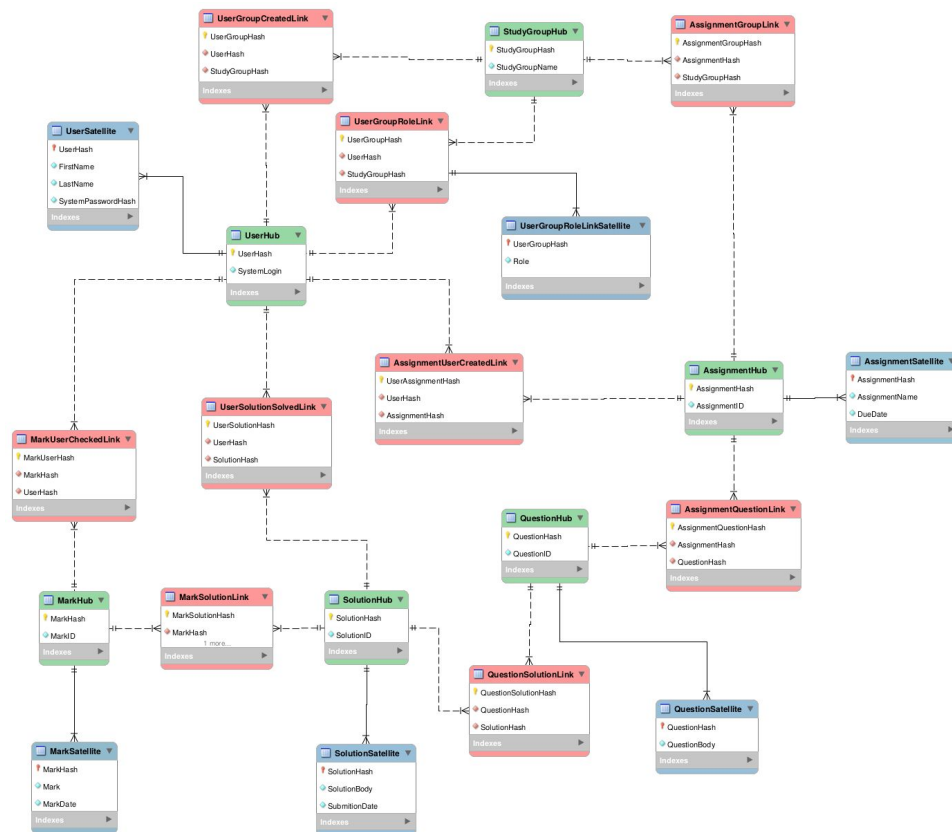 UserGroupCreatedLink
UserGroupHash
UserHash
StudyGroupHash
Indexes
StudyGroupHub
StudyGroupHash
StudyGroupName
Indexes
AssignmentGroupLink
AssignmentGroupHash
AssignmentHash
StudyGroupHash
Indexes
UserSatellite
UserHash
FirstName
LastName
SystemPasswordHash
Indexes
UserGroupRoleLink
UserGroupHash
UserHash
StudyGroupHash
Indexes
UserHub
UserHash
SystemLogin
Indexes
UserGroupRoleLinkSatellite
UserGroupHash
Role
Indexes
AssignmentUserCreatedLink
UserAssignmentHash
UserHash
AssignmentHash
Indexes
AssignmentHub
AssignmentHash
AssignmentID
Indexes
AssignmentSatellite
AssignmentHash
AssignmentName
DueDate
Indexes
MarkUserCheckedLink
MarkUserHash
MarkHash
UserHash
Indexes
UserSolutionSolvedLink
UserSolutionHash
UserHash
SolutionHash
Indexes
QuestionHub
QuestionHash
QuestionID
Indexes
AssignmentQuestionLink
AssignmentQuestionHash
AssignmentHash
QuestionHash
Indexes
MarkHub
MarkHash
MarkID
Indexes
MarkSolutionLink
MarkSolutionHash
MarkHash
1 more...
Indexes
SolutionHub
SolutionHash
SolutionID
Indexes
QuestionSolutionLink
QuestionSolutionHash
QuestionHash
SolutionHash
Indexes
QuestionSatellite
QuestionHash
QuestionBody
Indexes
MarkSatellite
MarkHash
Mark
MarkDate
Indexes
SolutionSatellite
SolutionHash
SolutionBody
SubmitionDate
Indexes